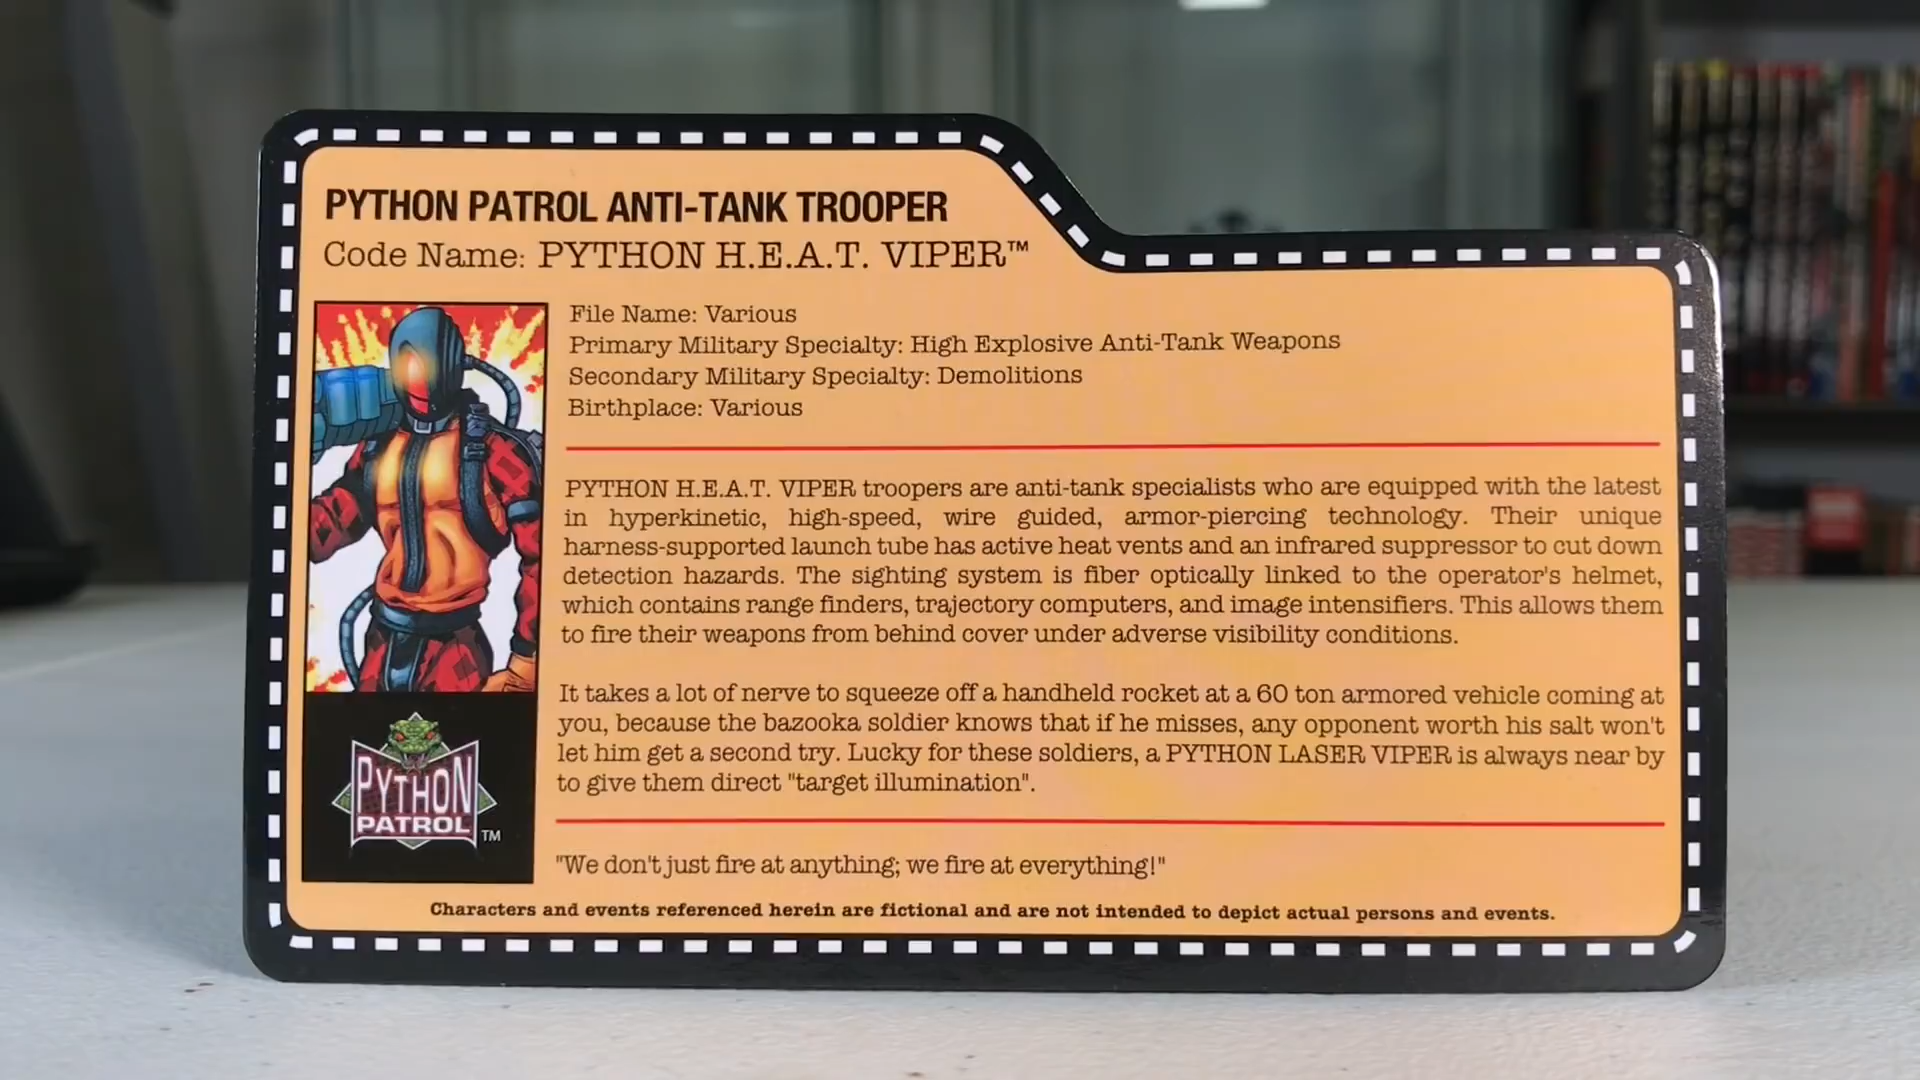 PYTHON PATROL ANTI-TANK TROOPER
Code Name: PYTHON H.E.A.T. VIPER™
File Name: Various
Primary Military Specialty: High Explosive Anti-Tank Weapons
Secondary Military Specialty: Demolitions
Birthplace: Various
PYTHON H.E.A.T. VIPER troopers are anti-tank specialists who are equipped with the latest
in hyperkinetic, high-speed, wire guided, armor-piercing technology. Their unique
harness-supported launch tube has active heat vents and an infrared suppressor to cut down
detection hazards. The sighting system is fiber optically linked to the operator's helmet,
which contains range finders, trajectory computers, and image intensifiers. This allows them
to fire their weapons from behind cover under adverse visibility conditions.
It takes a lot of nerve to squeeze off a handheld rocket at a 60 ton armored vehicle coming at
you, because the bazooka soldier knows that if he misses, any opponent worth his salt won't
let him get a second try. Lucky for these soldiers, a PYTHON LASER VIPER is always near by
to give them direct "target illumination".
PYTHON
PATROL TM
"We don't just fire at anything; we fire at everything!"
Characters and events referenced herein are fictional and are not intended to depict actual persons and events.